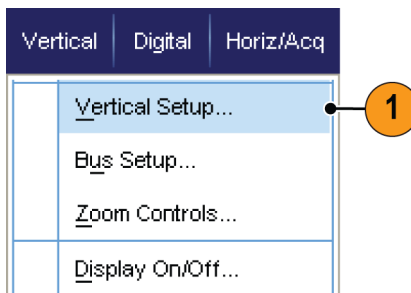 Vertical Digital Horiz/Acq
Vertical Setup...
1
Bus Setup...
Zoom Controls...
Display On/Off...